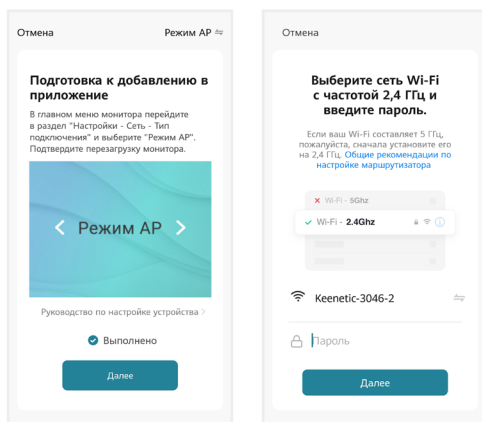 Отмена
Режим AP
Подготовка к добавлению в
приложение
В главном меню монитора перейдите
в раздел "Настройки - Сеть - Тип
подключения" и выберите "Режим AP".
Подтвердите перезагрузку монитора.
Режим AP
Руководство по настройке устройства
Выполнено
Далее
Отмена
Выберите сеть Wi-Fi
с частотой 2,4 ГГц и
введите пароль.
Если ваш Wi-Fi составляет 5 ГГц,
пожалуйста, сначала установите его
на 2,4 ГГц. Общие рекомендации по
настройке маршрутизатора
Wi-Fi - 5Ghz
Wi-Fi - 2.4Ghz
Keenetic-3046-2
Пароль
Далее